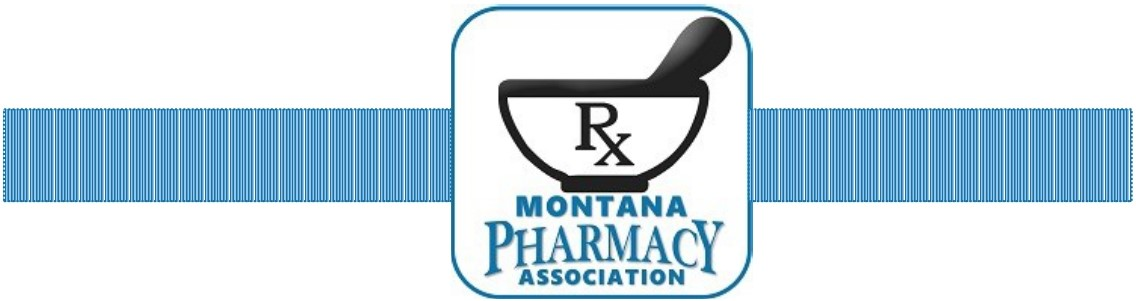 Rx
MONTANA
PHARMACY
ASSOCIATION